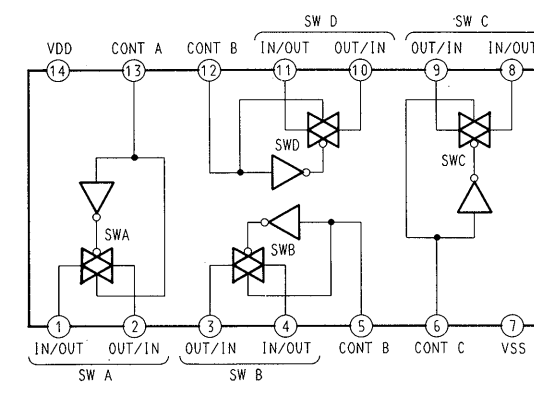 SW D SW C
VDD CONT A CONT B IN/OUT OUT/IN OUT/IN IN/OUT
14 13 12 11 10 9 8
SWD
SWC
SWA
SWB
1 2 3 4 5 6 7
IN/OUT OUT/IN OUT/IN IN/OUT CONT B CONT C VSS
SW A SW B